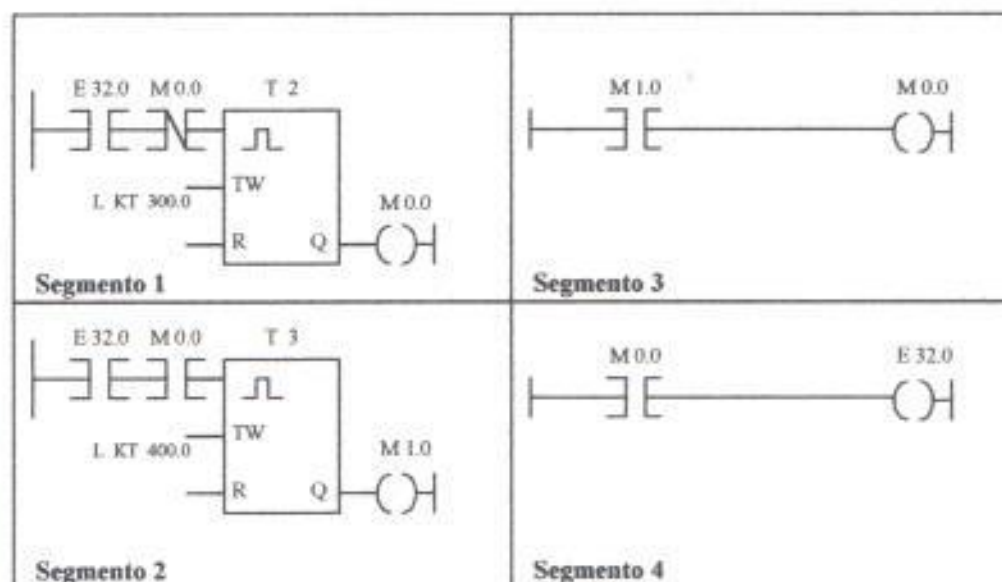 E 32.0 M 0.0 T 2
TW
L KT 300.0
M 0.0
R Q
Segmento 1
M 1.0 M 0.0
Segmento 3
E 32.0 M 0.0 T 3
TW
L KT 400.0
M 1.0
R Q
Segmento 2
M 0.0 E 32.0
Segmento 4